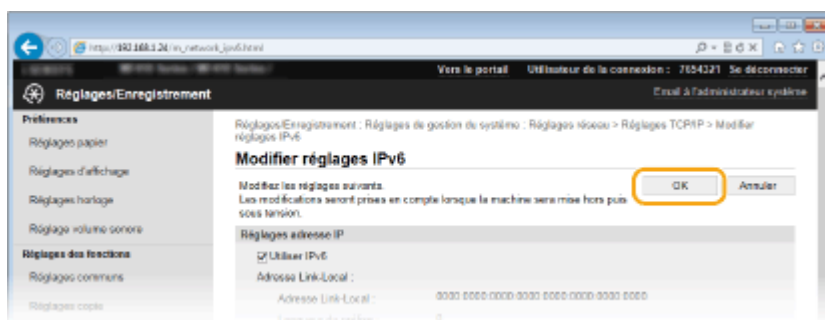 http://192.168.1.24/m_network_ipv6.html
Vers le portail Utilisateur de la connexion : 7654321 Se déconnecter
Réglages/Enregistrement
Email à l'administrateur système
Préférences
Réglages papier
Réglages d'affichage
Réglages horloge
Réglage volume sonore
Réglages des fonctions
Réglages communs
Réglages copie
Réglages/Enregistrement : Réglages de gestion du système : Réglages réseau > Réglages TCP/IP > Modifier
réglages IPv6
Modifier réglages IPv6
Modifiez les réglages suivants.
Les modifications seront prises en compte lorsque la machine sera mise hors puis
sous tension.
OK Annuler
Réglages adresse IP
Utiliser IPv6
Adresse Link-Local :
Adresse Link-Local : 0000:0000:0000:0000:0000:0000:0000:0000